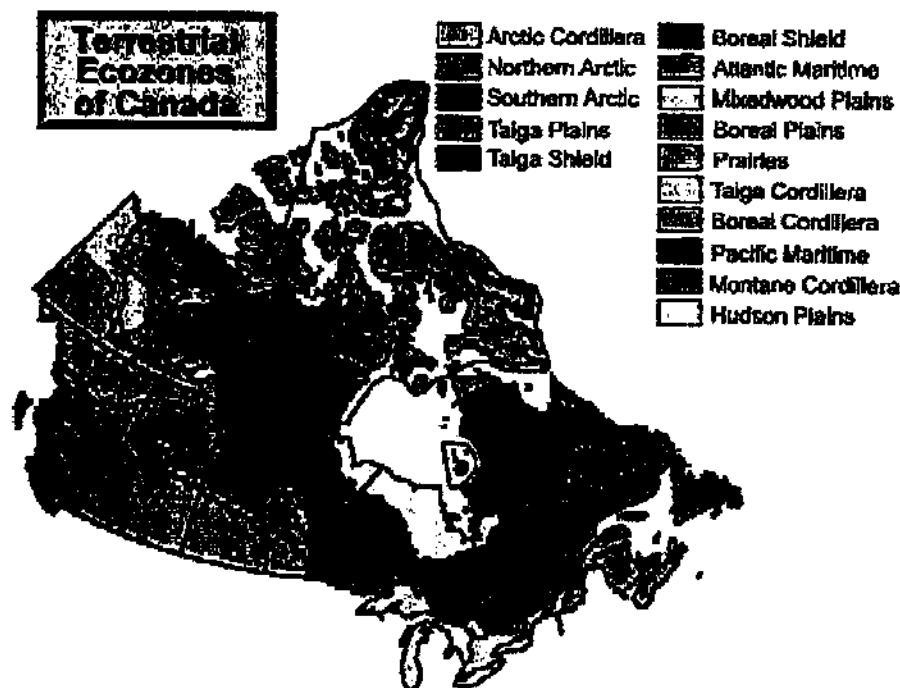 Terrestrial
Ecozones
of Canada
Arctic Cordillera
Northern Arctic
Southern Arctic
Taiga Plains
Taiga Shield
Boreal Shield
Atlantic Maritime
Mixedwood Plains
Boreal Plains
Prairies
Taiga Cordillera
Boreal Cordillera
Pacific Maritime
Montane Cordillera
Hudson Plains